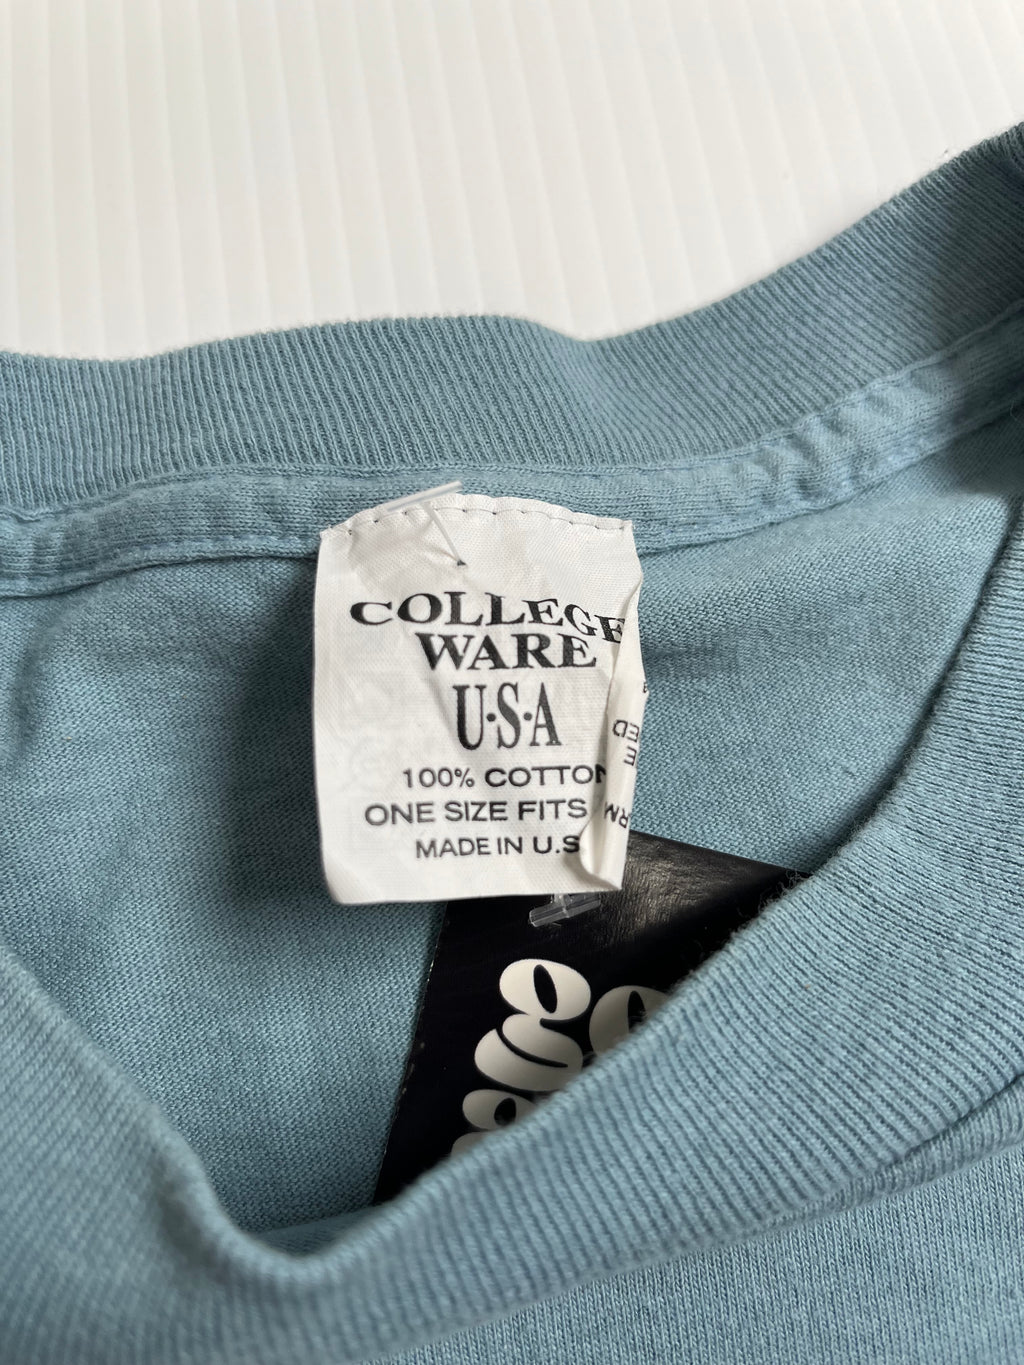 COLLEGE
WARE
U·S·A
100% COTTON
ONE SIZE FITS
MADE IN U.S